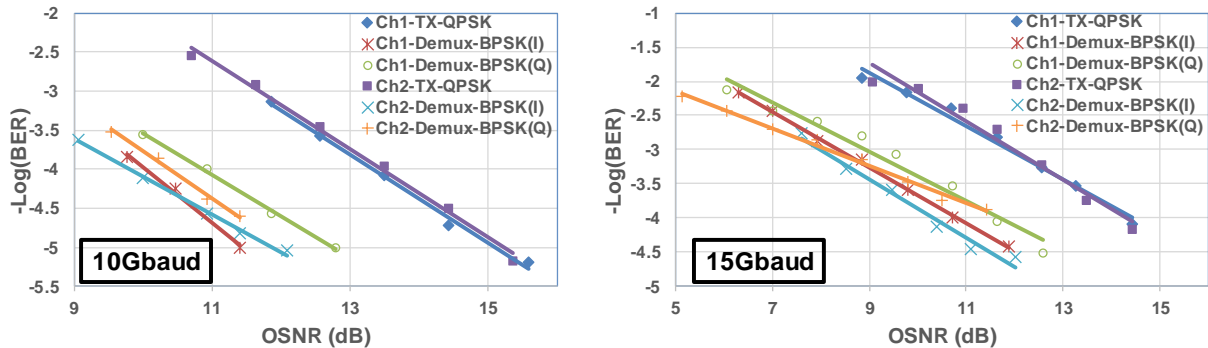 -2
-2.5
-3
-3.5
-4
-4.5
-5
-5.5
-Log(BER)
Ch1-TX-QPSK
Ch1-Demux-BPSK(I)
Ch1-Demux-BPSK(Q)
Ch2-TX-QPSK
Ch2-Demux-BPSK(I)
Ch2-Demux-BPSK(Q)
10Gbaud
9 11 13 15
OSNR (dB)
-1
-1.5
-2
-2.5
-3
-3.5
-4
-4.5
-5
-Log(BER)
Ch1-TX-QPSK
Ch1-Demux-BPSK(I)
Ch1-Demux-BPSK(Q)
Ch2-TX-QPSK
Ch2-Demux-BPSK(I)
Ch2-Demux-BPSK(Q)
15Gbaud
5 7 9 11 13 15
OSNR (dB)